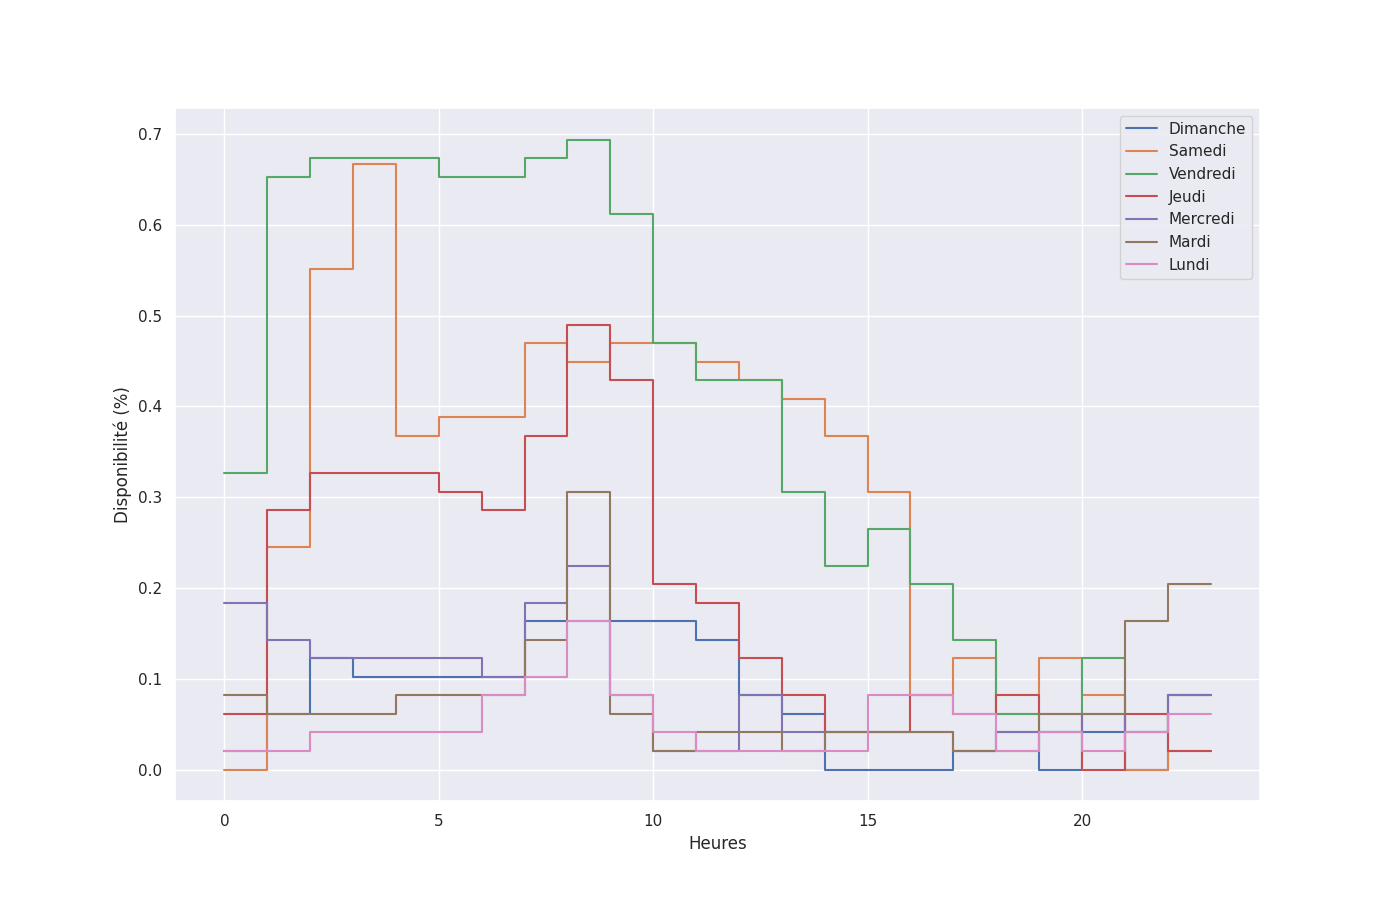 0.7
0.6
0.5
0.4
0.3
0.2
0.1
0.0
Disponibilité (%)
0 5 10 15 20
Heures
Dimanche
Samedi
Vendredi
Jeudi
Mercredi
Mardi
Lundi